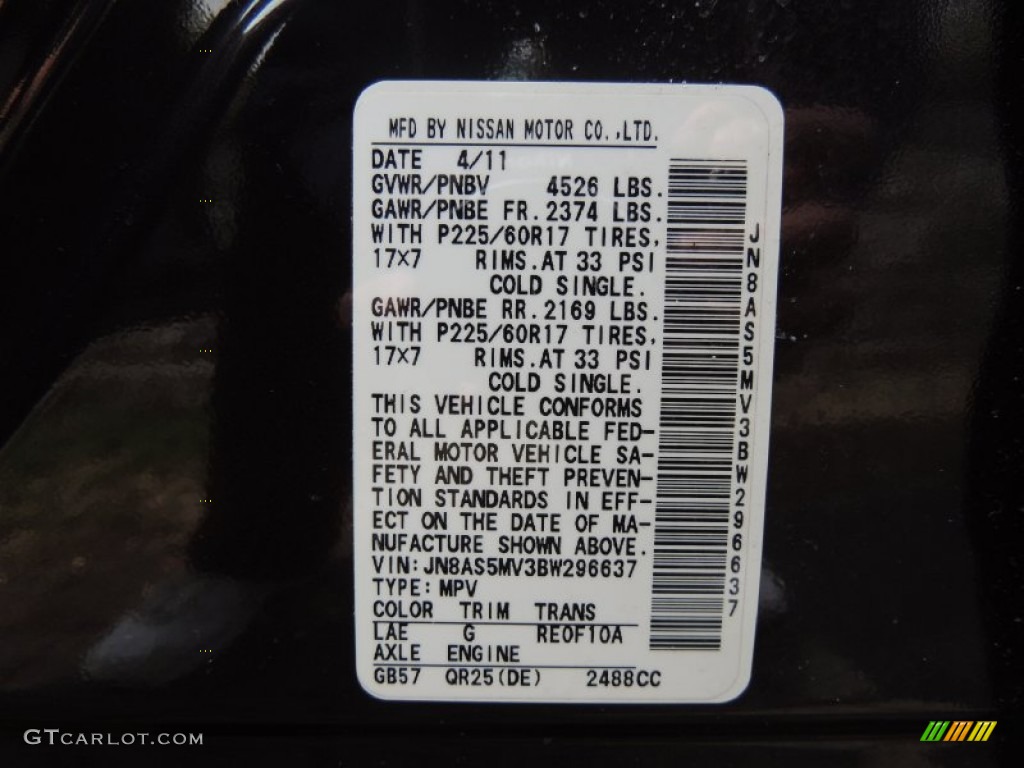 MFD BY NISSAN MOTOR CO.,LTD.
DATE 4/11
GVWR/PNBV 4526 LBS.
GAWR/PNBE FR. 2374 LBS.
WITH P225/60R17 TIRES,
17×7 RIMS.AT 33 PSI
COLD SINGLE.
GAWR/PNBE RR. 2169 LBS.
WITH P225/60R17 TIRES,
17×7 RIMS.AT 33 PSI
COLD SINGLE.
THIS VEHICLE CONFORMS
TO ALL APPLICABLE FED-
ERAL MOTOR VEHICLE SA-
FETY AND THEFT PREVEN-
TION STANDARDS IN EFF-
ECT ON THE DATE OF MA-
NUFACTURE SHOWN ABOVE.
VIN:JN8AS5MV3BW296637
TYPE:MPV
COLOR TRIM TRANS
LAE G RE0F10A
AXLE ENGINE
GB57 QR25(DE) 2488CC
JN8AS5MV3BW296637
GTCARLOT.COM